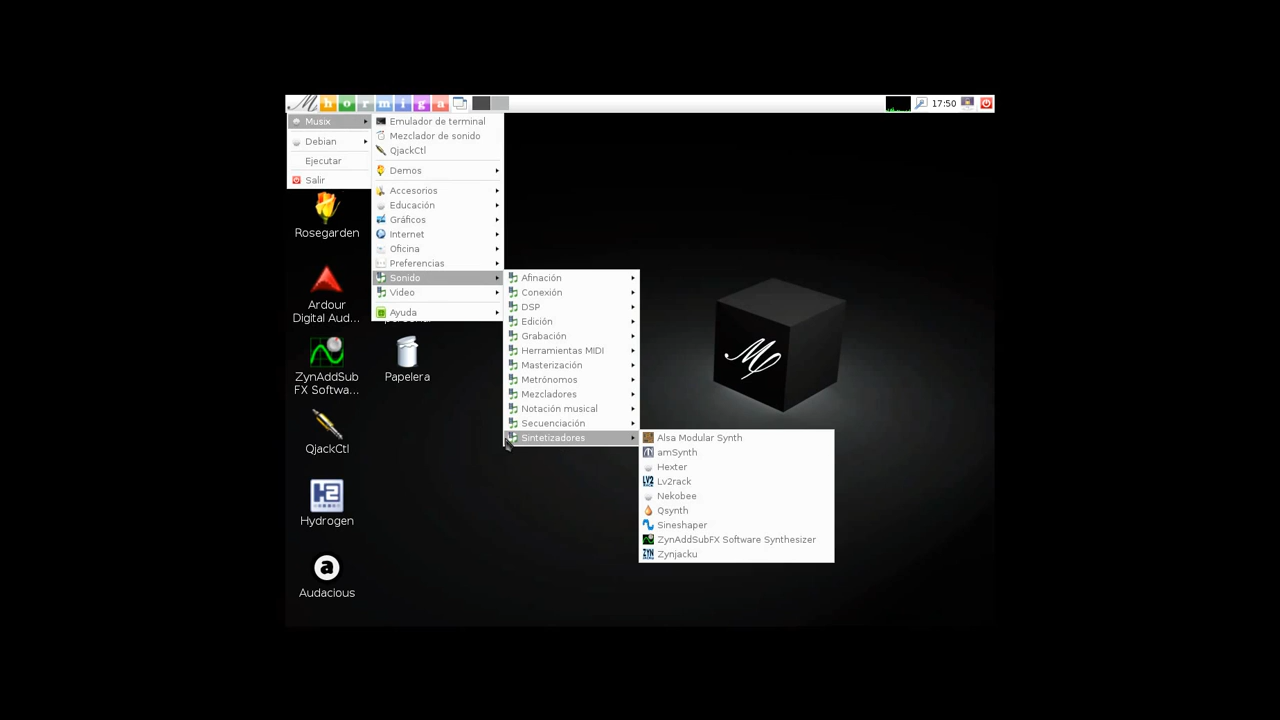 M h o r m i g a 17:50
Musix
Debian
Ejecutar
Salir
Emulador de terminal
Mezclador de sonido
QjackCtl
Demos
Accesorios
Educación
Gráficos
Internet
Oficina
Preferencias
Sonido
Video
Ayuda
Afinación
Conexión
DSP
Edición
Grabación
Herramientas MIDI
Masterización
Metrónomos
Mezcladores
Notación musical
Secuenciación
Sintetizadores
Alsa Modular Synth
amSynth
Hexter
Lv2rack
Nekobee
Qsynth
Sineshaper
ZynAddSubFX Software Synthesizer
Zynjacku
Rosegarden
Ardour
Digital Aud...
ZynAddSub
FX Softwa...
QjackCtl
H2
Hydrogen
a
Audacious
Papelera
M